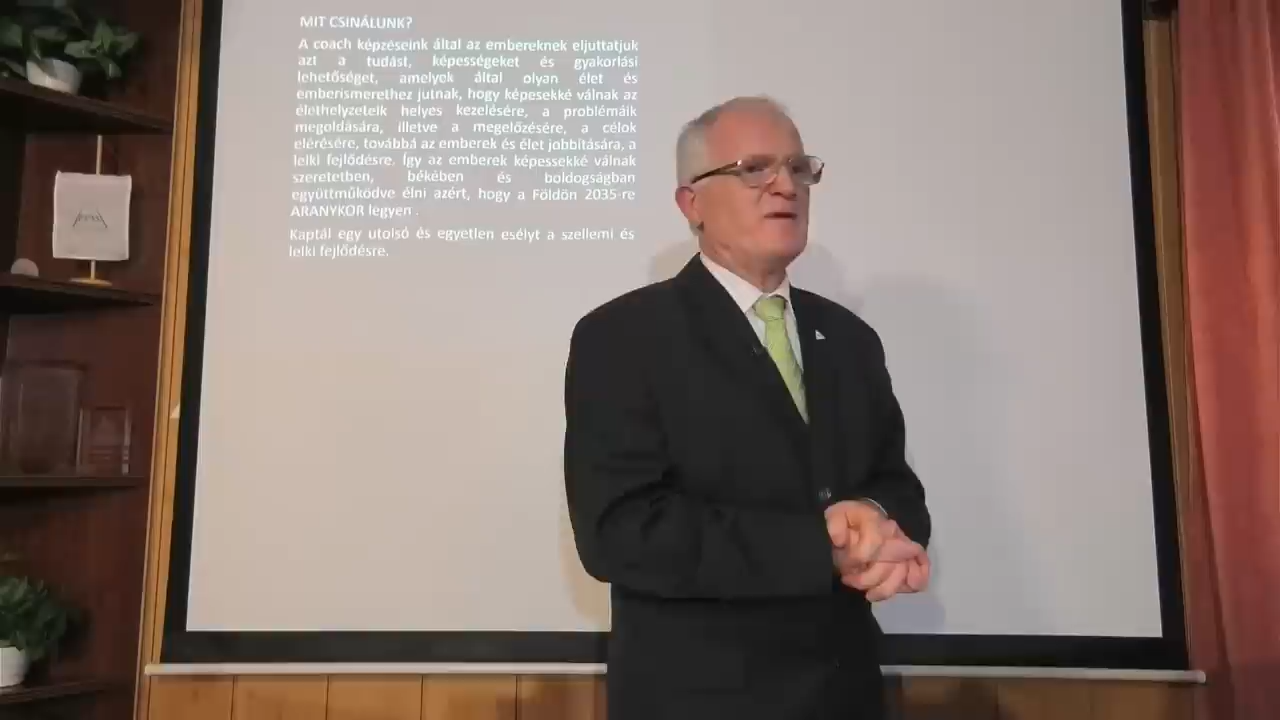 MIT CSINÁLUNK?
A coach képzéseink által az embereknek eljuttatjuk
azt a tudást, képességeket és gyakorlási
lehetőséget, amelyek által olyan élet és
emberismerethez jutnak, hogy képesekké válnak az
élethelyzeteik helyes kezelésére, a problémáik
megoldására, illetve a megelőzésére, a célok
elérésére, továbbá az emberek és élet jobbítására, a
lelki fejlődésre. Így az emberek képessekké válnak
szeretetben, békében és boldogságban
együttműködve élni azért, hogy a Földön 2035-re
ARANYKOR legyen .
Kaptál egy utolsó és egyetlen esélyt a szellemi és
lelki fejlődésre.